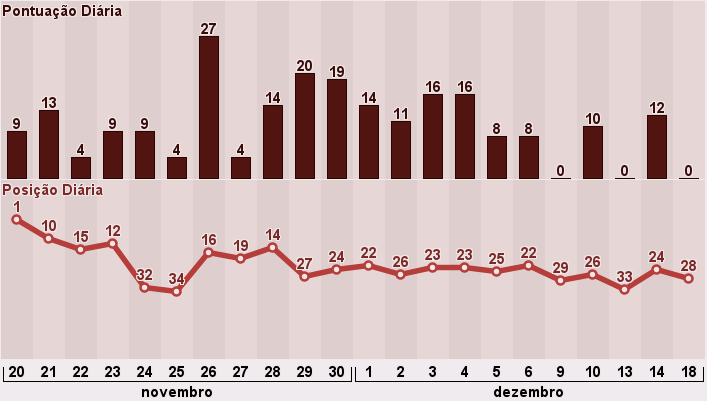 Pontuação Diária
9 13 4 9 9 4 27 4 14 20 19 14 11 16 16 8 8 0 10 0 12 0
Posição Diária
1 10 15 12 32 34 16 19 14 27 24 22 26 23 23 25 22 29 26 33 24 28
20 21 22 23 24 25 26 27 28 29 30 1 2 3 4 5 6 9 10 13 14 18
novembro dezembro